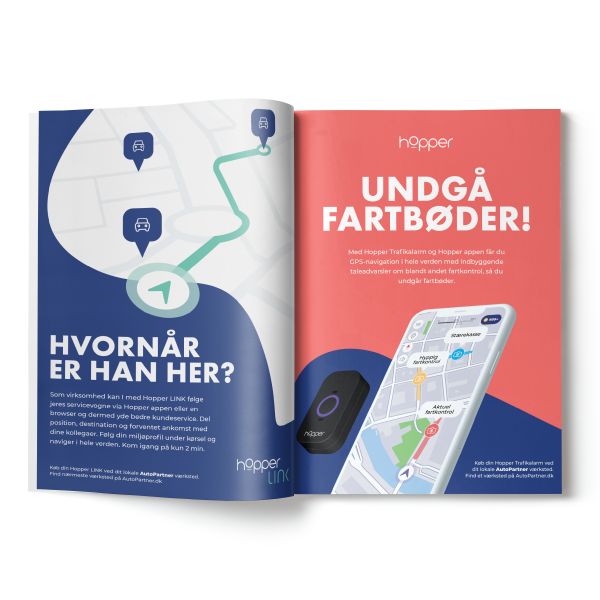 HVORNÅR
ER HAN HER?
Som virksomhed kan I med Hopper LINK følge
jeres servicevogne via Hopper appen eller en
browser og dermed yde bedre kundeservice. Del
position, destination og forventet ankomst med
dine kollegaer. Følg din miljøprofil under kørsel og
naviger i hele verden. Kom igang på kun 2 min.
Køb din Hopper LINK ved dit lokale AutoPartner værksted.
Find nærmeste værksted på AutoPartner.dk
hopper
LINK
hopper
UNDGÅ
FARTBØDER!
Med Hopper Trafikalarm og Hopper appen får du
GPS-navigation i hele verden med indbyggende
taleadvarsler om blandt andet fartkontrol, så du
undgår fartbøder.
Stærekasse
Hyppig
fartkontrol
Aktuel
fartkontrol
hopper
Køb din Hopper Trafikalarm ved
dit lokale AutoPartner værksted.
Find et værksted på AutoPartner.dk